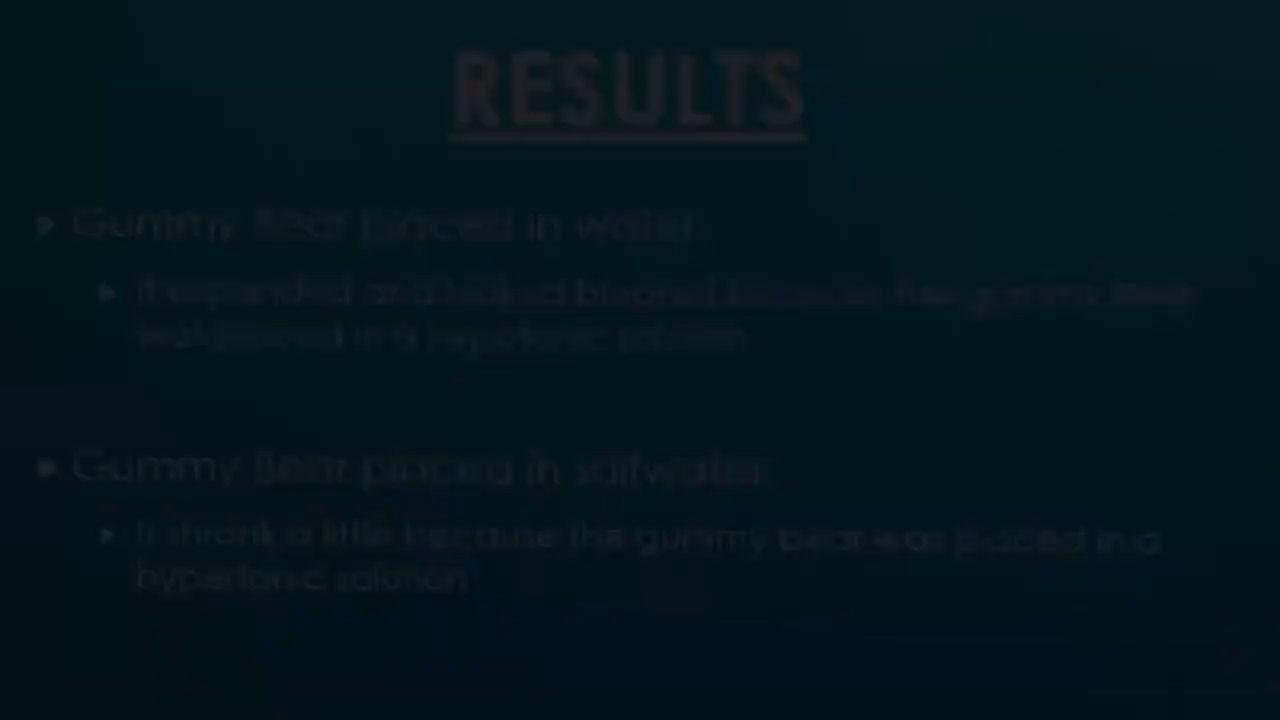 RESULTS
Gummy Bear placed in water
It expanded and looked bloated because the gummy bear
was placed in a hypotonic solution
Gummy Bear placed in saltwater
It shrank a little because the gummy bear was placed in a
hypertonic solution